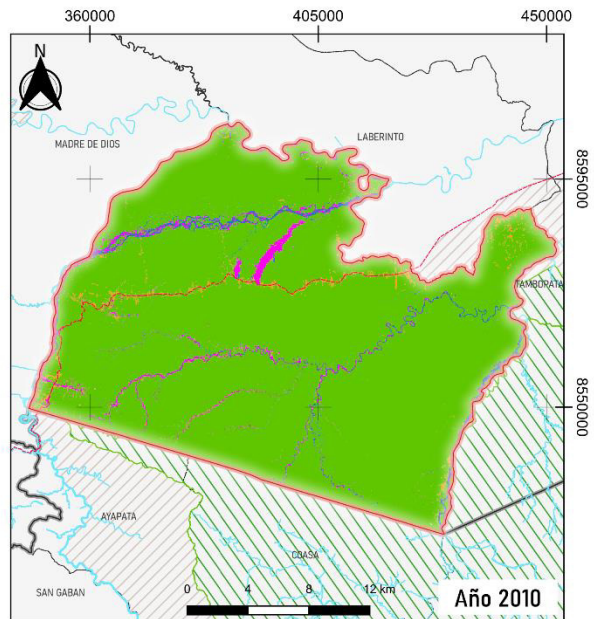 360000
405000
450000
N
MADRE DE DIOS
LABERINTO
8595000
TAMBOPATA
8550000
AYAPATA
COASA
SAN GABAN
0 4 8 12 km
Año 2010